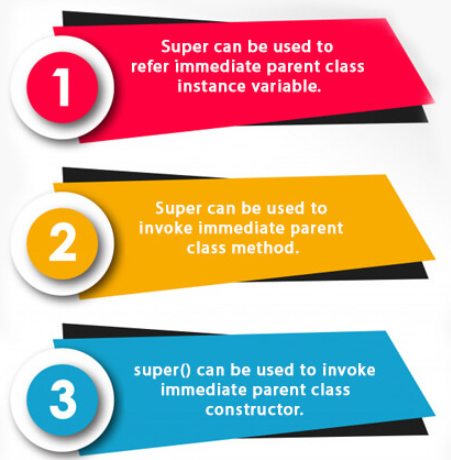 1
Super can be used to
refer immediate parent class
instance variable.
2
Super can be used to
invoke immediate parent
class method.
3
super() can be used to invoke
immediate parent class
constructor.